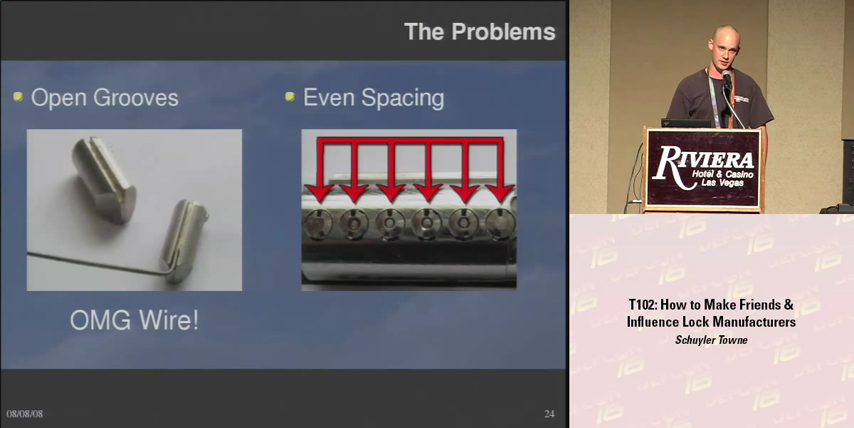 The Problems
Open Grooves
Even Spacing
OMG Wire!
08/08/08
24
RIVIERA
Hotel & Casino
Las Vegas
T102: How to Make Friends &
Influence Lock Manufacturers
Schuyler Towne